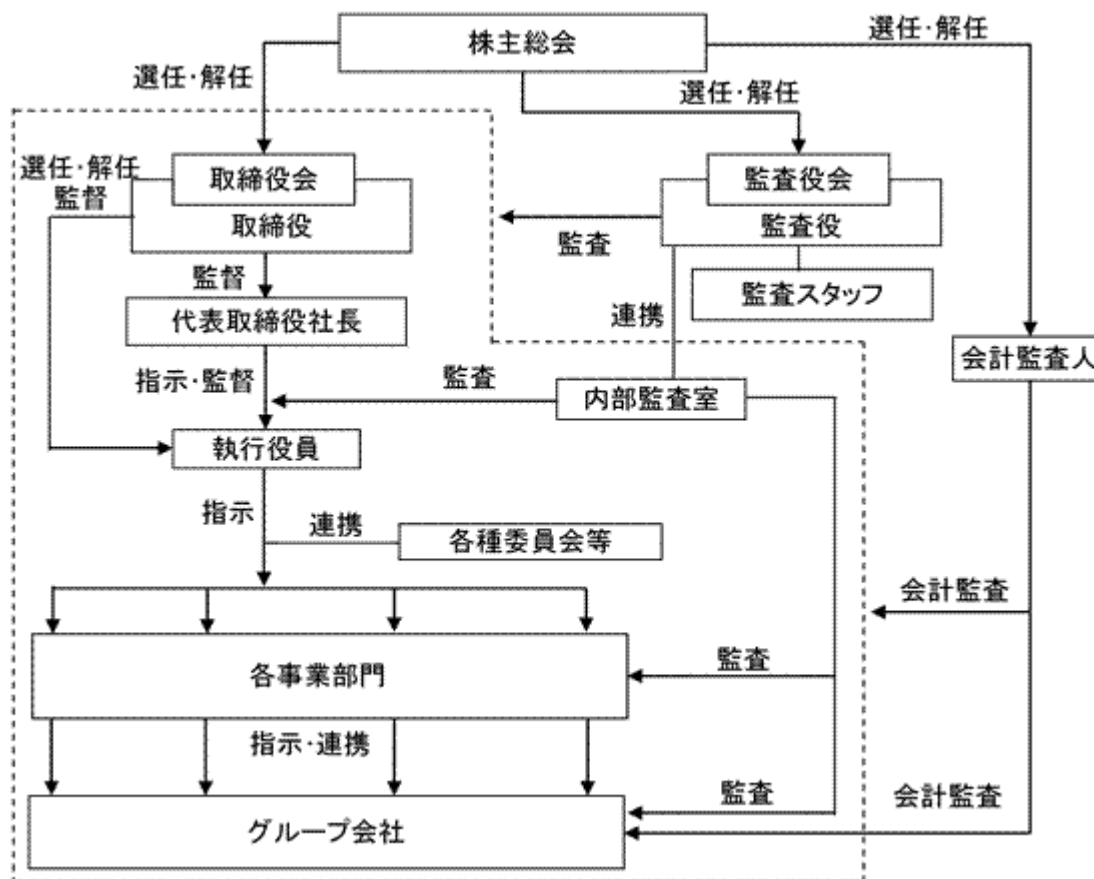 株主総会
選任・解任
選任・解任
選任・解任
選任・解任
監督
取締役会
取締役
監査役会
監査役
監査
監督
監査スタッフ
連携
代表取締役社長
会計監査人
指示・監督
監査
内部監査室
執行役員
指示
連携
各種委員会等
会計監査
各事業部門
監査
指示・連携
監査
会計監査
グループ会社